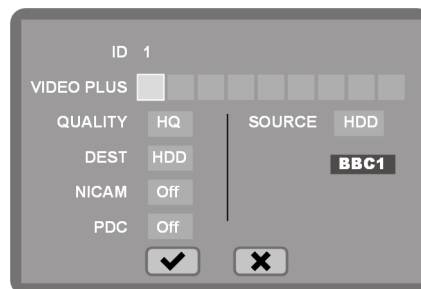 ID 1
VIDEO PLUS
QUALITY HQ SOURCE HDD
DEST HDD BBC1
NICAM Off
PDC Off